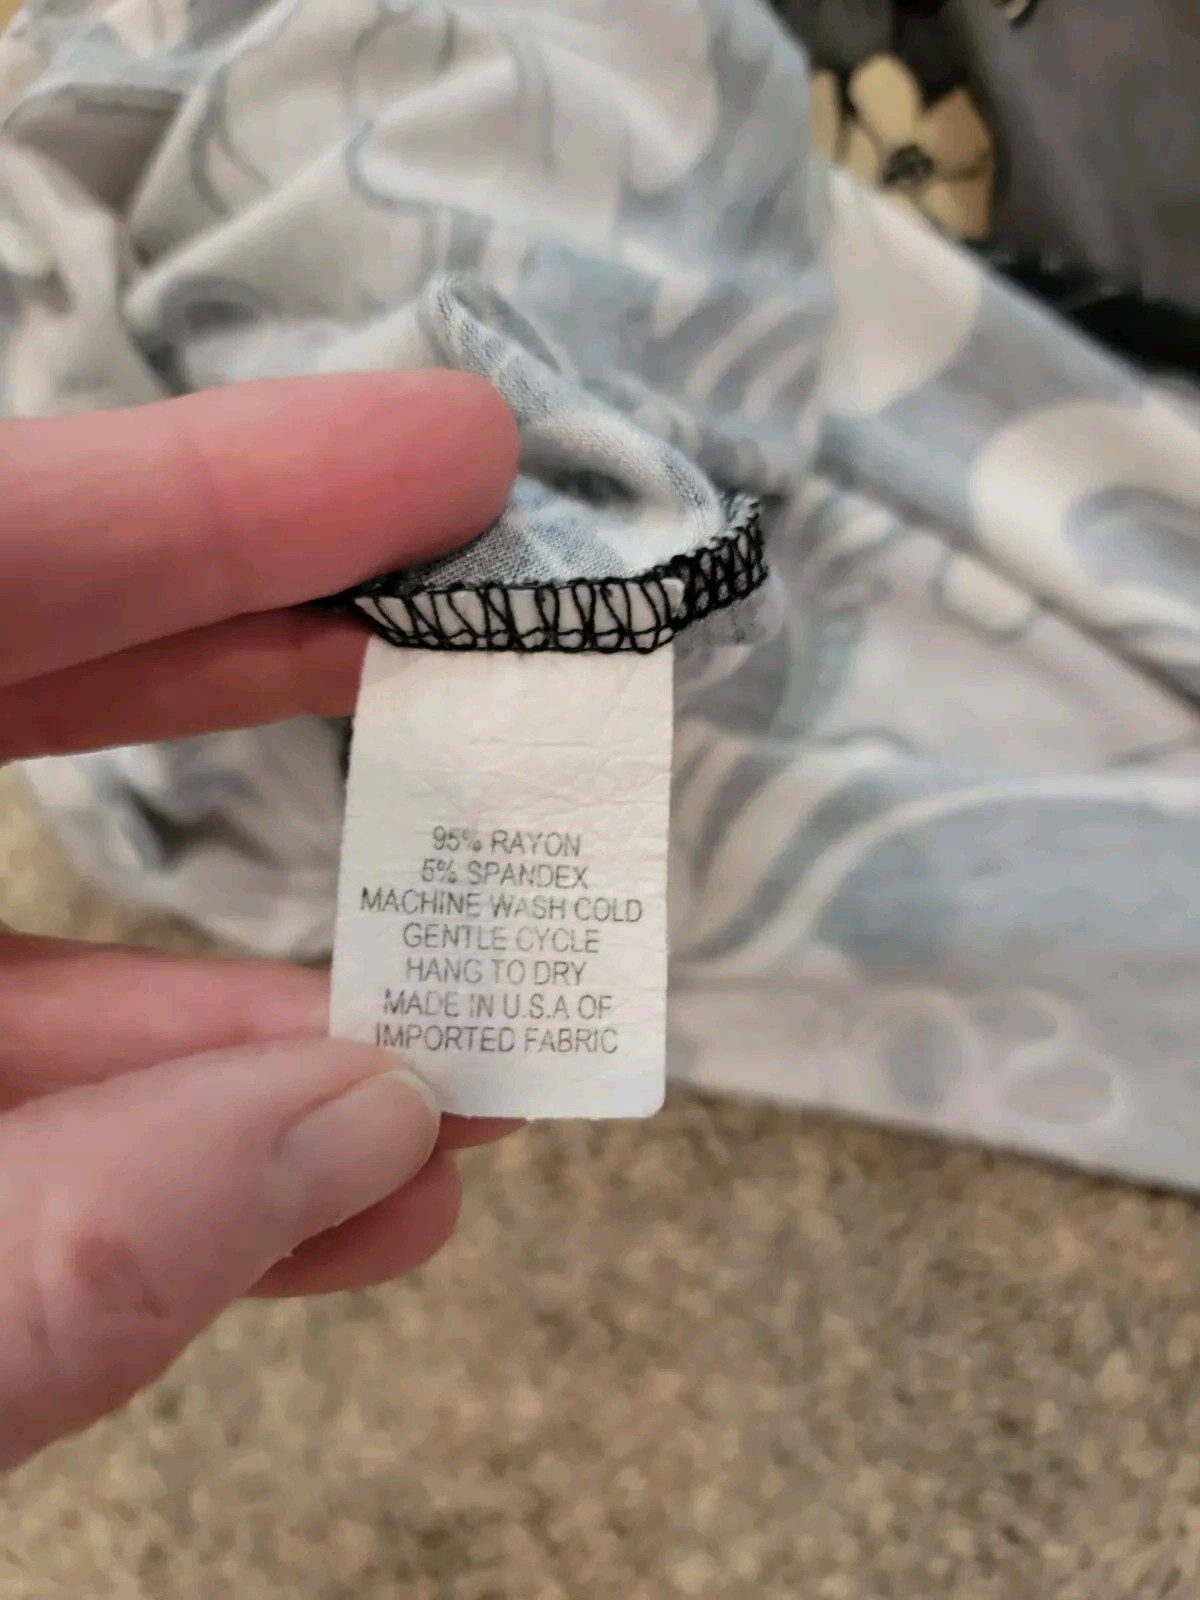 95% RAYON
5% SPANDEX
MACHINE WASH COLD
GENTLE CYCLE
HANG TO DRY
MADE IN U.S.A OF
IMPORTED FABRIC